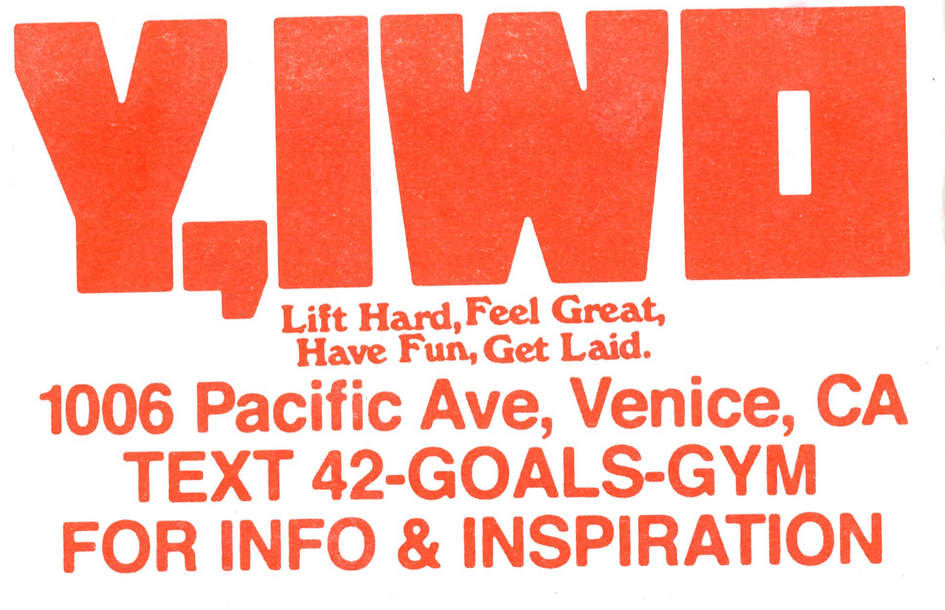 Y,IWO
Lift Hard, Feel Great,
Have Fun, Get Laid.
1006 Pacific Ave, Venice, CA
TEXT 42-GOALS-GYM
FOR INFO & INSPIRATION